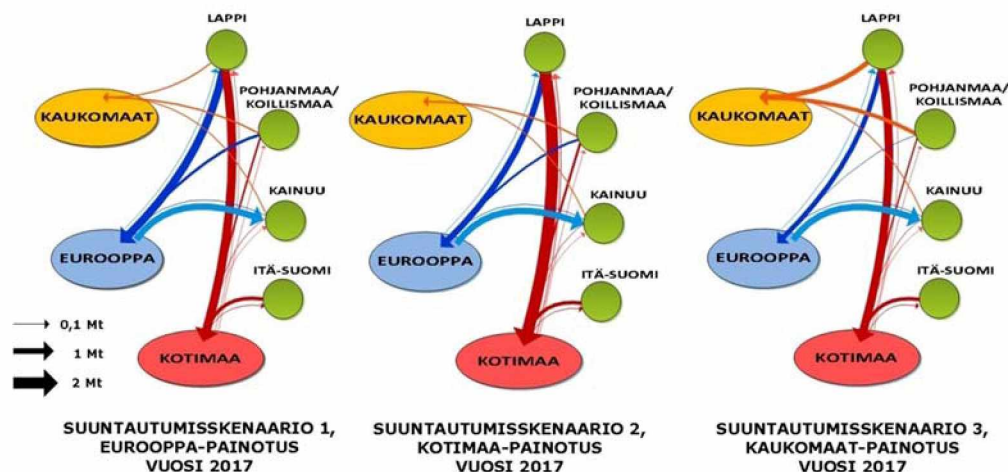 LAPPI
KAUKOMAAT
POHJANMAA/
KOILLISMAA
KAINUU
EUROOPPA
ITÄ-SUOMI
KOTIMAA
0,1 Mt
1 Mt
2 Mt
SUUNTAUTUMISSKENAARIO 1,
EUROOPPA-PAINOTUS
VUOSI 2017
LAPPI
KAUKOMAAT
POHJANMAA/
KOILLISMAA
KAINUU
EUROOPPA
ITÄ-SUOMI
KOTIMAA
SUUNTAUTUMISSKENAARIO 2,
KOTIMAA-PAINOTUS
VUOSI 2017
LAPPI
KAUKOMAAT
POHJANMAA/
KOILLISMAA
KAINUU
EUROOPPA
ITÄ-SUOMI
KOTIMAA
SUUNTAUTUMISSKENAARIO 3,
KAUKOMAAT-PAINOTUS
VUOSI 2017